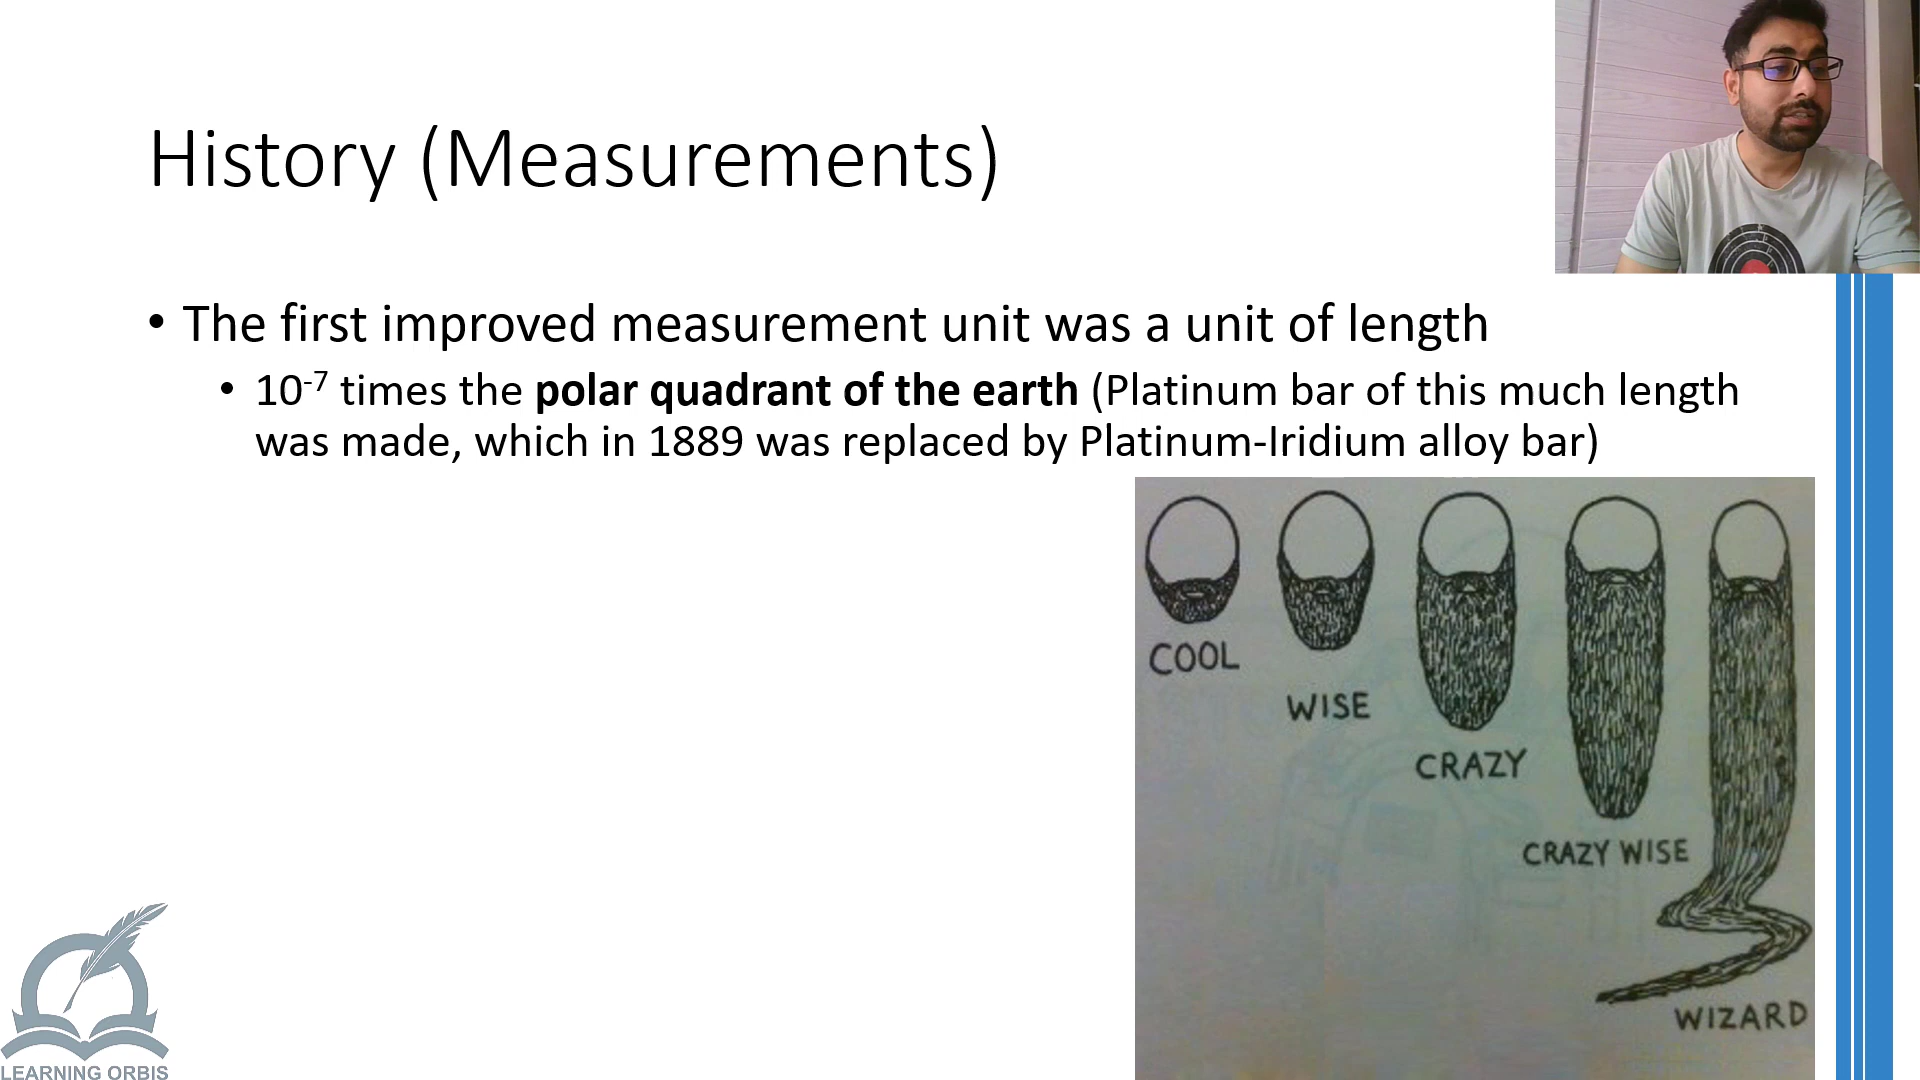 History (Measurements)
• The first improved measurement unit was a unit of length
• 10⁻⁷ times the polar quadrant of the earth (Platinum bar of this much length
was made, which in 1889 was replaced by Platinum-Iridium alloy bar)
COOL
WISE
CRAZY
CRAZY WISE
WIZARD
LEARNING ORBIS